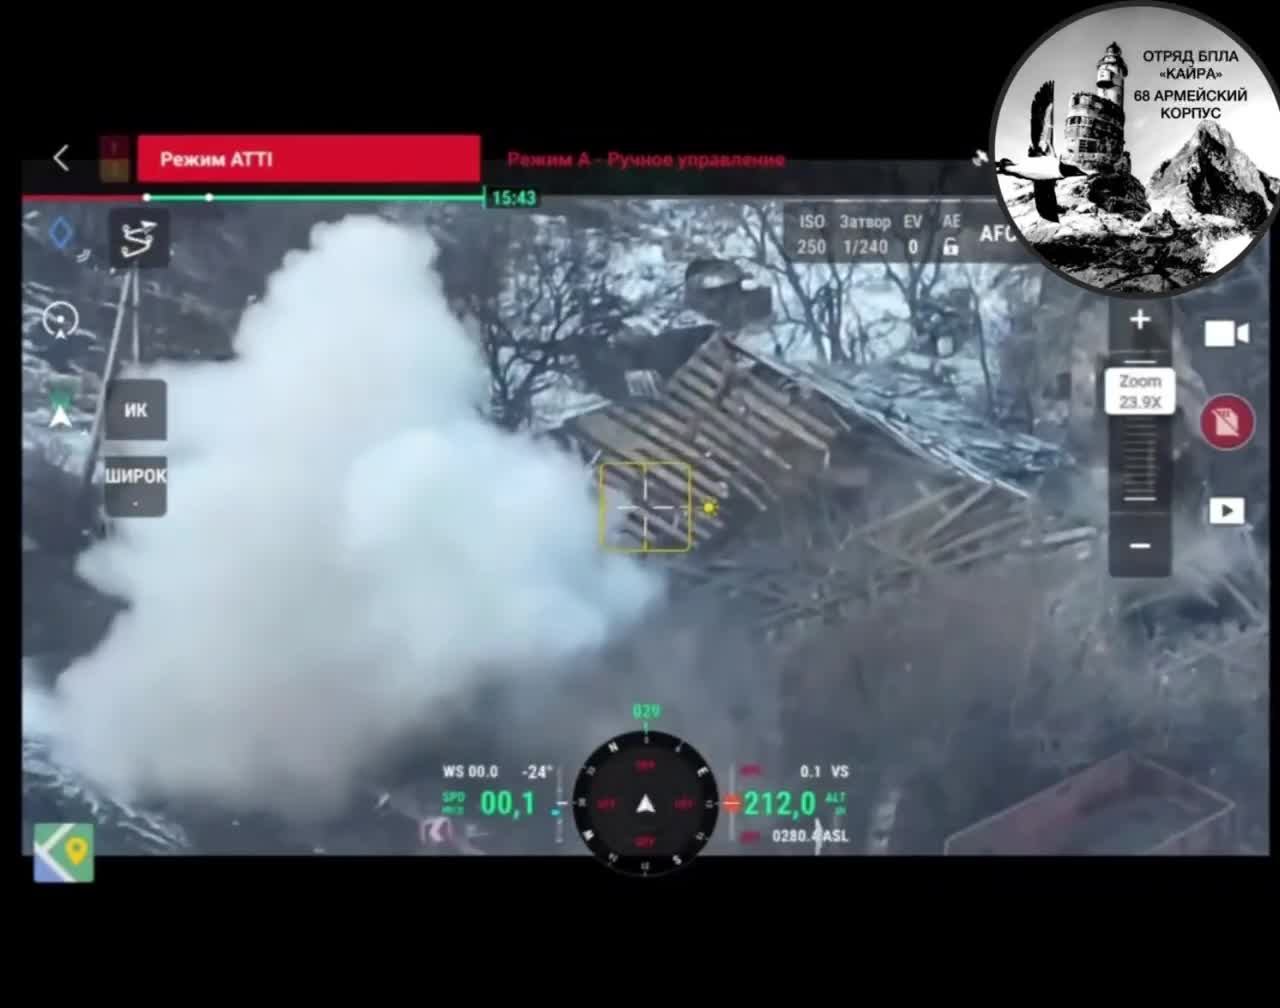 ОТРЯД БПЛА
«КАЙРА»
68 АРМЕЙСКИЙ
КОРПУС
Режим ATTI
Режим А - Ручное управление
15:43
ISO Затвор EV AE
250 1/240 0
AFC
ИК
ШИРОК
Zoom
23.9X
029
WS 00.0 -24°
SPD 00,1
0.1 VS
212,0 ALT
0280.4 ASL
N
E
S
W